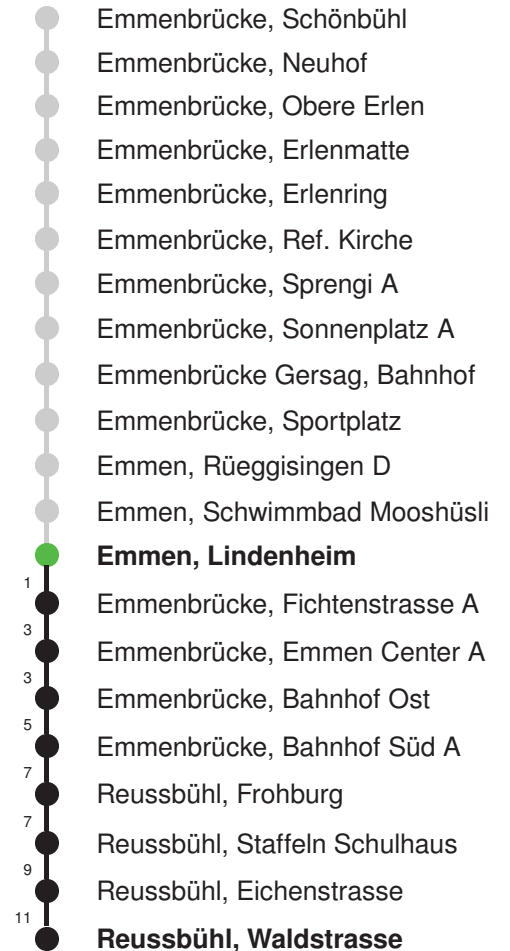 Emmenbrücke, Schönbühl
Emmenbrücke, Neuhof
Emmenbrücke, Obere Erlen
Emmenbrücke, Erlenmatte
Emmenbrücke, Erlenring
Emmenbrücke, Ref. Kirche
Emmenbrücke, Sprengi A
Emmenbrücke, Sonnenplatz A
Emmenbrücke Gersag, Bahnhof
Emmenbrücke, Sportplatz
Emmen, Rüeggisingen D
Emmen, Schwimmbad Mooshüsli
Emmen, Lindenheim
1 Emmenbrücke, Fichtenstrasse A
3 Emmenbrücke, Emmen Center A
3 Emmenbrücke, Bahnhof Ost
5 Emmenbrücke, Bahnhof Süd A
7 Reussbühl, Frohburg
7 Reussbühl, Staffeln Schulhaus
9 Reussbühl, Eichenstrasse
11 Reussbühl, Waldstrasse